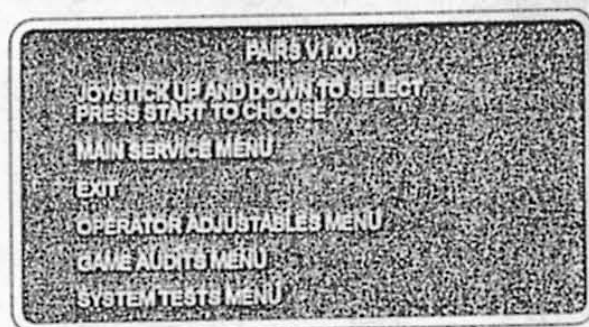 PAIRS V1.00
JOYSTICK UP AND DOWN TO SELECT
PRESS START TO CHOOSE
MAIN SERVICE MENU
EXIT
OPERATOR ADJUSTABLES MENU
GAME AUDITS MENU
SYSTEM TESTS MENU